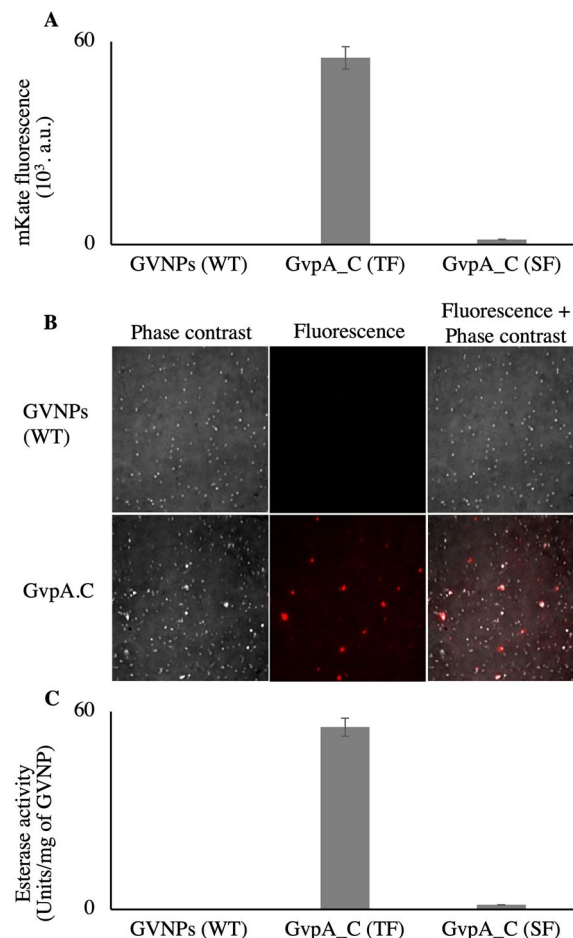 A
60
mKate fluorescence
(10³. a.u.)
0
GVNPs (WT) GvpA_C (TF) GvpA_C (SF)
B
Phase contrast Fluorescence Fluorescence +
Phase contrast
GVNPs
(WT)
GvpA.C
C
60
Esterase activity
(Units/mg of GVNP)
0
GVNPs (WT) GvpA_C (TF) GvpA_C (SF)